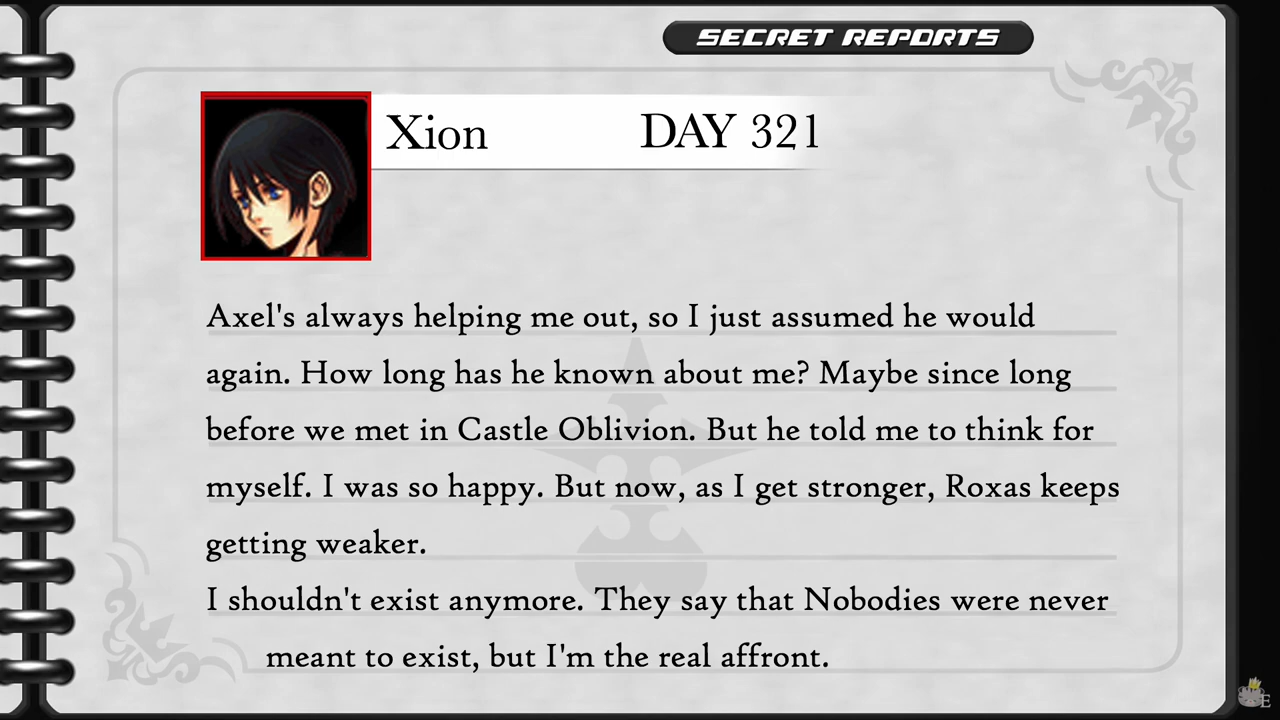 SECRET REPORTS
Xion DAY 321
Axel's always helping me out, so I just assumed he would
again. How long has he known about me? Maybe since long
before we met in Castle Oblivion. But he told me to think for
myself. I was so happy. But now, as I get stronger, Roxas keeps
getting weaker.
I shouldn't exist anymore. They say that Nobodies were never
meant to exist, but I'm the real affront.
E